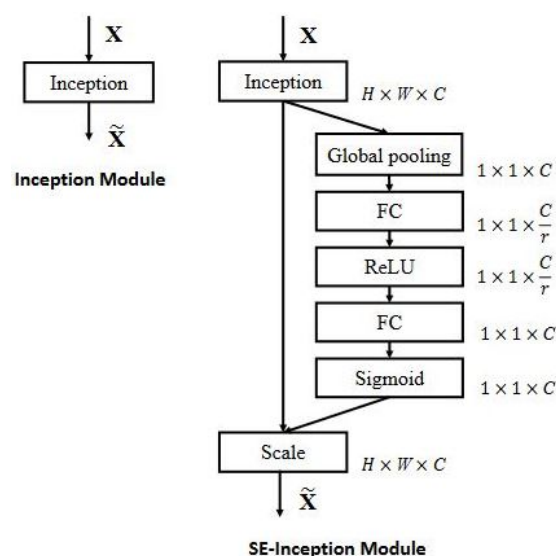 X
Inception
X̃
Inception Module
X
Inception
H × W × C
Global pooling
1 × 1 × C
FC
1 × 1 × C/r
ReLU
1 × 1 × C/r
FC
1 × 1 × C
Sigmoid
1 × 1 × C
Scale
H × W × C
X̃
SE-Inception Module